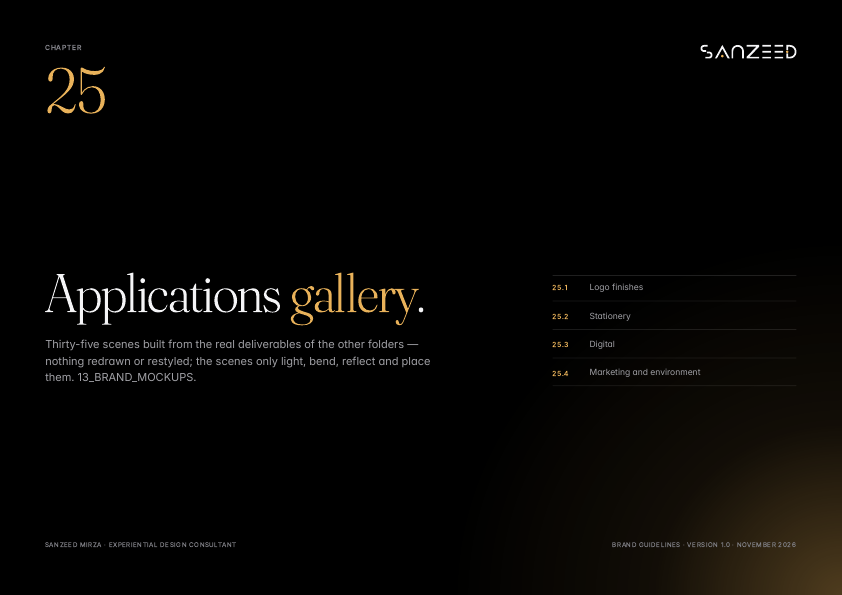 CHAPTER
SANZEED
25
Applications gallery.
Thirty-five scenes built from the real deliverables of the other folders —
nothing redrawn or restyled; the scenes only light, bend, reflect and place
them. 13_BRAND_MOCKUPS.
25.1 Logo finishes
25.2 Stationery
25.3 Digital
25.4 Marketing and environment
SANZEED MIRZA · EXPERIENTIAL DESIGN CONSULTANT
BRAND GUIDELINES · VERSION 1.0 · NOVEMBER 2026